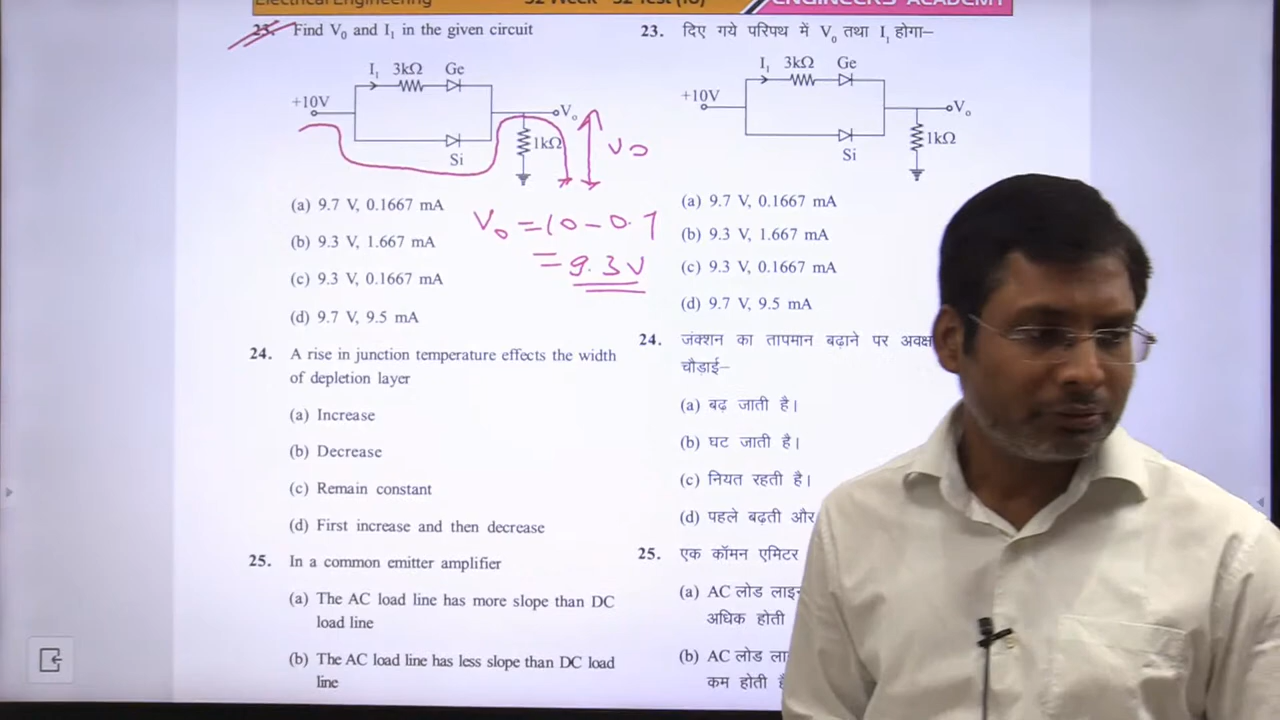 Electrical Engineering
52 Week - 52 Test (16)
ENGINEERS ACADEMY
23. Find V₀ and I₁ in the given circuit
I₁ 3kΩ Ge
+10V
V₀
1kΩ
Si
V₀
(a) 9.7 V, 0.1667 mA
(b) 9.3 V, 1.667 mA
(c) 9.3 V, 0.1667 mA
(d) 9.7 V, 9.5 mA
V₀ = 10 - 0.7
= 9.3V
24. A rise in junction temperature effects the width
of depletion layer
(a) Increase
(b) Decrease
(c) Remain constant
(d) First increase and then decrease
25. In a common emitter amplifier
(a) The AC load line has more slope than DC
load line
(b) The AC load line has less slope than DC load
line
23. दिए गये परिपथ में V₀ तथा I₁ होगा–
I₁ 3kΩ Ge
+10V
V₀
1kΩ
Si
(a) 9.7 V, 0.1667 mA
(b) 9.3 V, 1.667 mA
(c) 9.3 V, 0.1667 mA
(d) 9.7 V, 9.5 mA
24. जंक्शन का तापमान बढ़ाने पर
चौड़ाई–
(a) बढ़ जाती है।
(b) घट जाती है।
(c) नियत रहती है।
(d) पहले बढ़ती और
25. एक कॉमन एमिटर
(a) AC लोड
अधिक होती
(b) AC लोड
कम होती